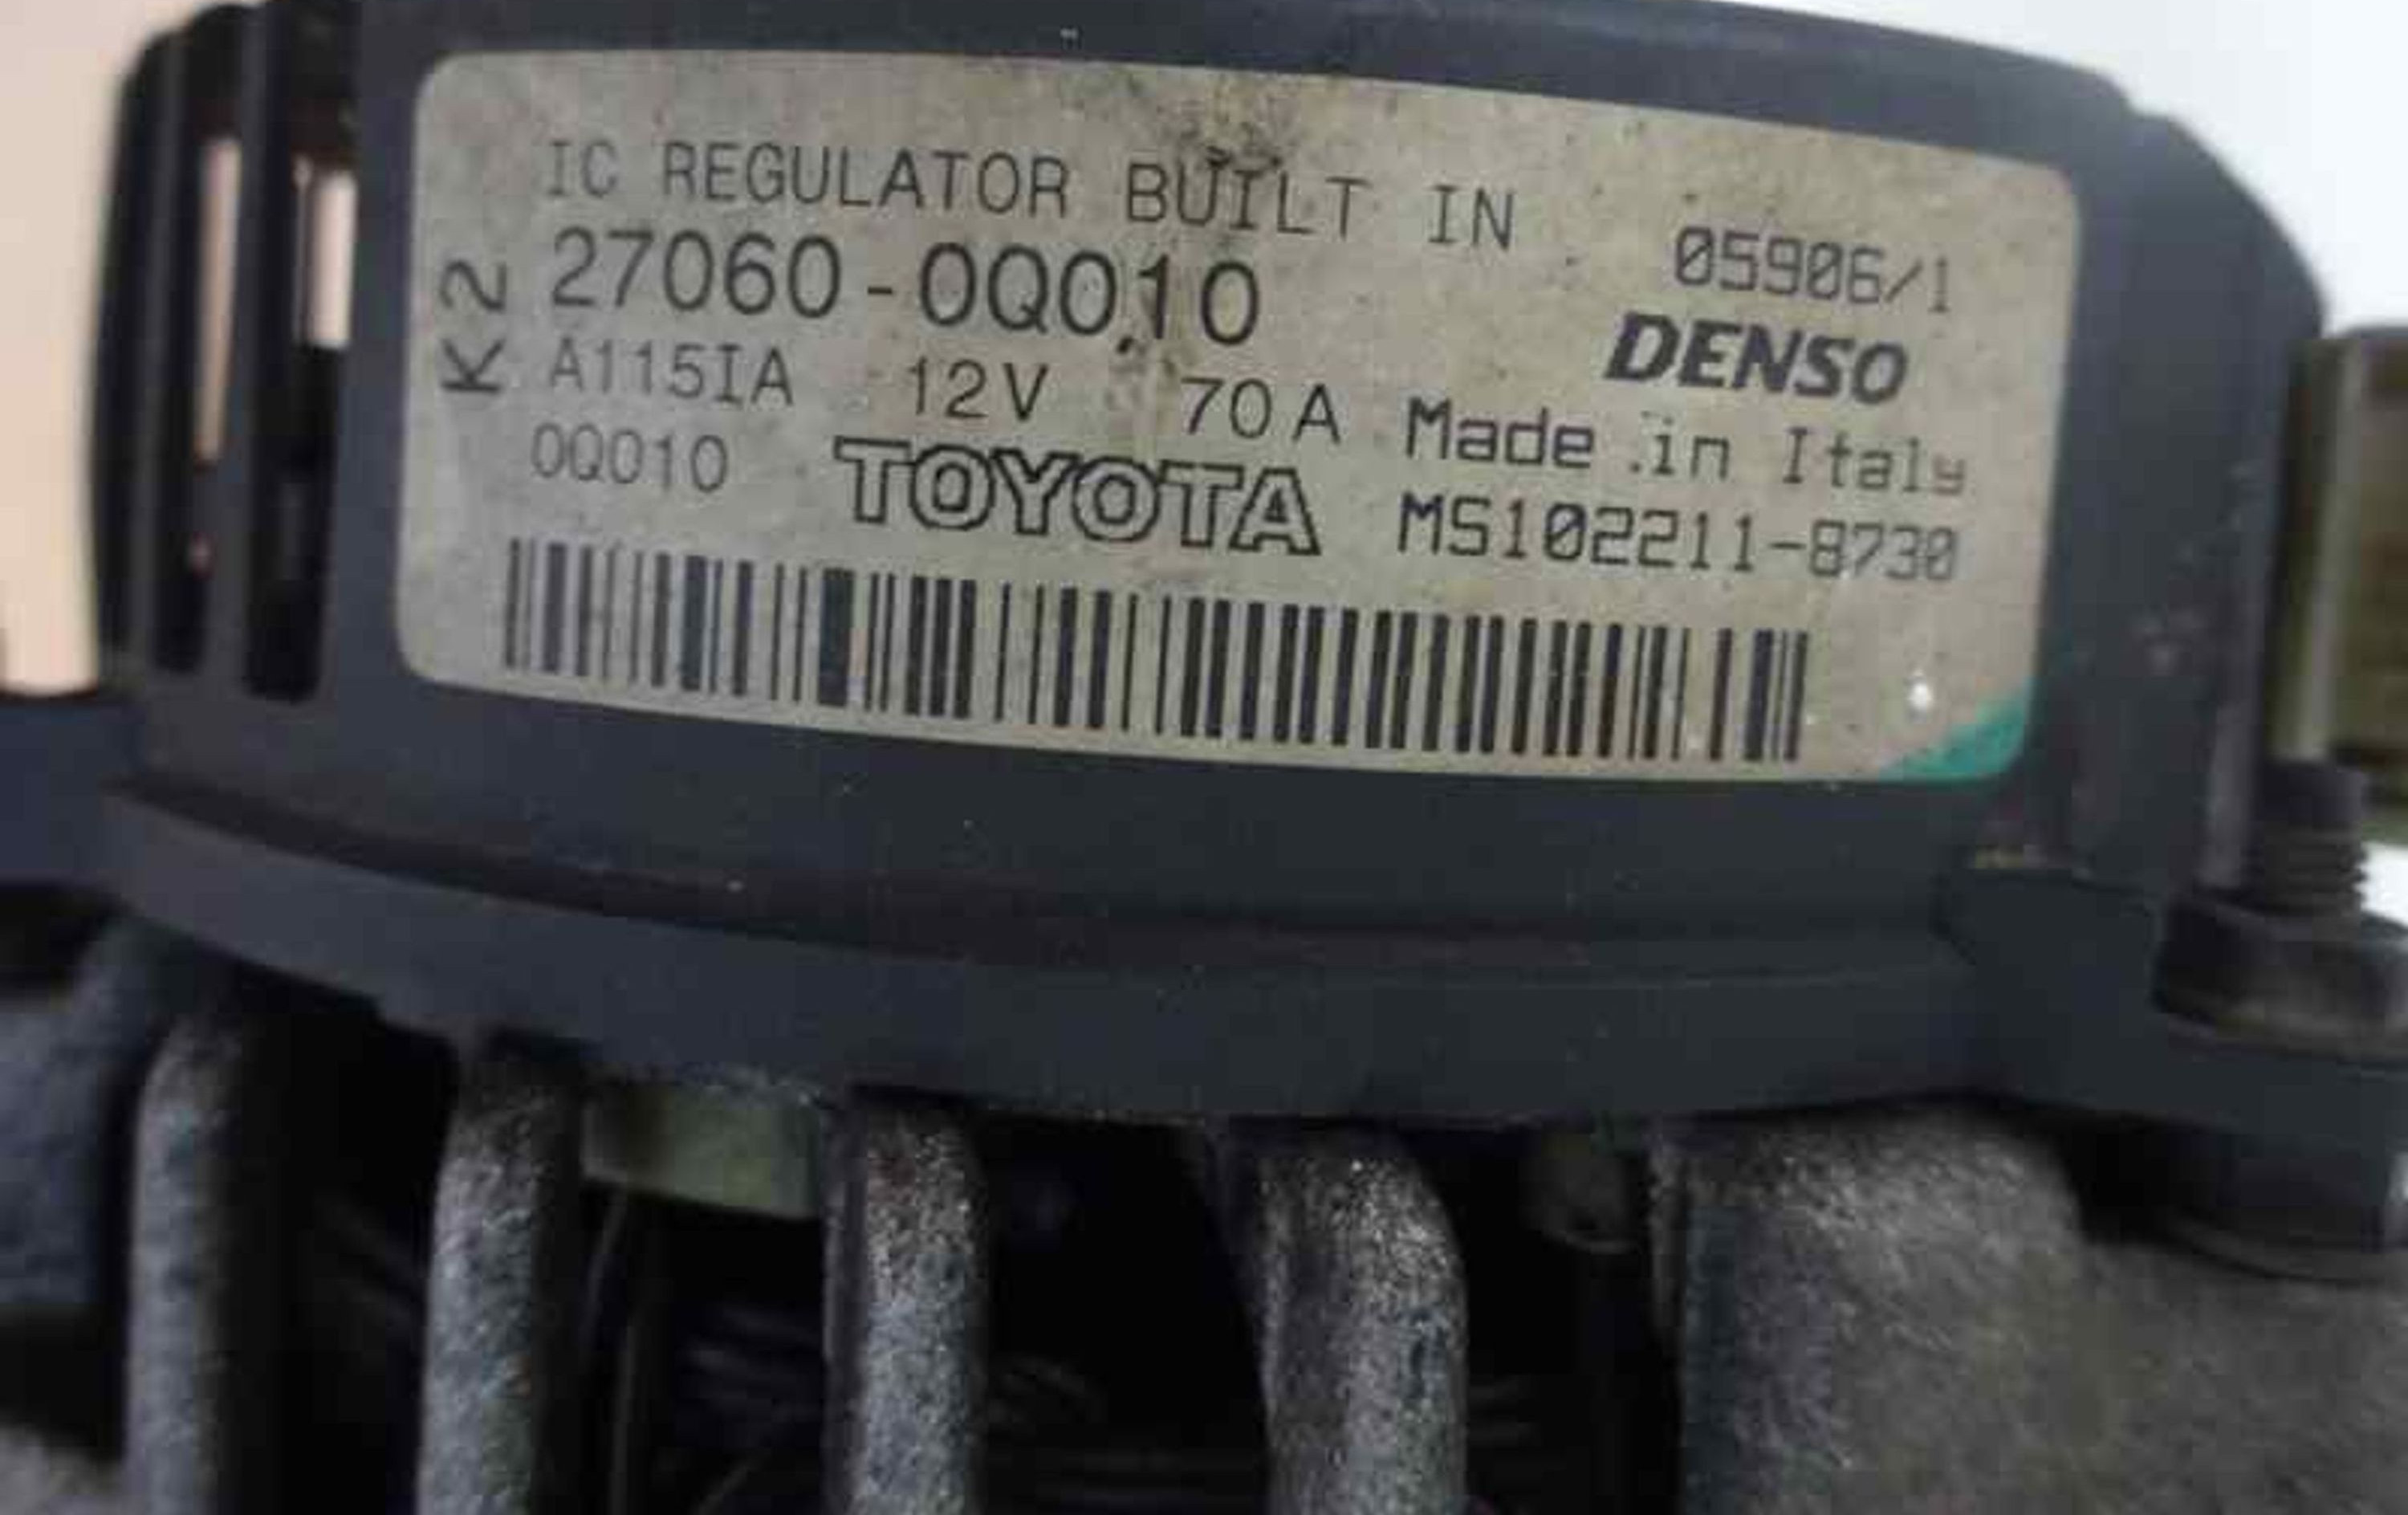 IC REGULATOR BUILT IN
05906/1
K2
27060-0Q010
DENSO
A115IA 12V 70A Made in Italy
0Q010 TOYOTA MS102211-8730